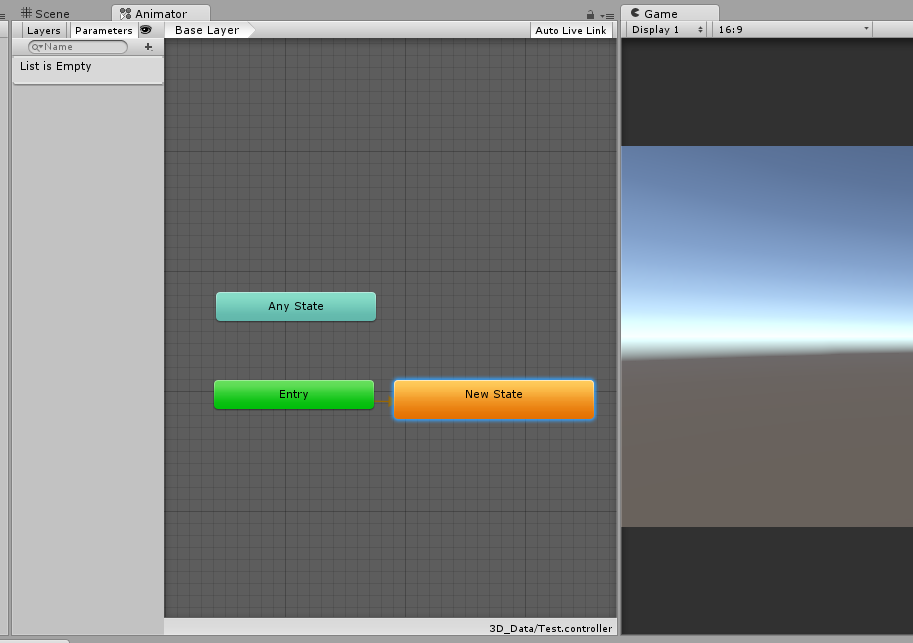 Scene
Animator
Game
Layers
Parameters
Base Layer
Auto Live Link
Display 1
16:9
Name
List is Empty
Any State
Entry
New State
3D_Data/Test.controller